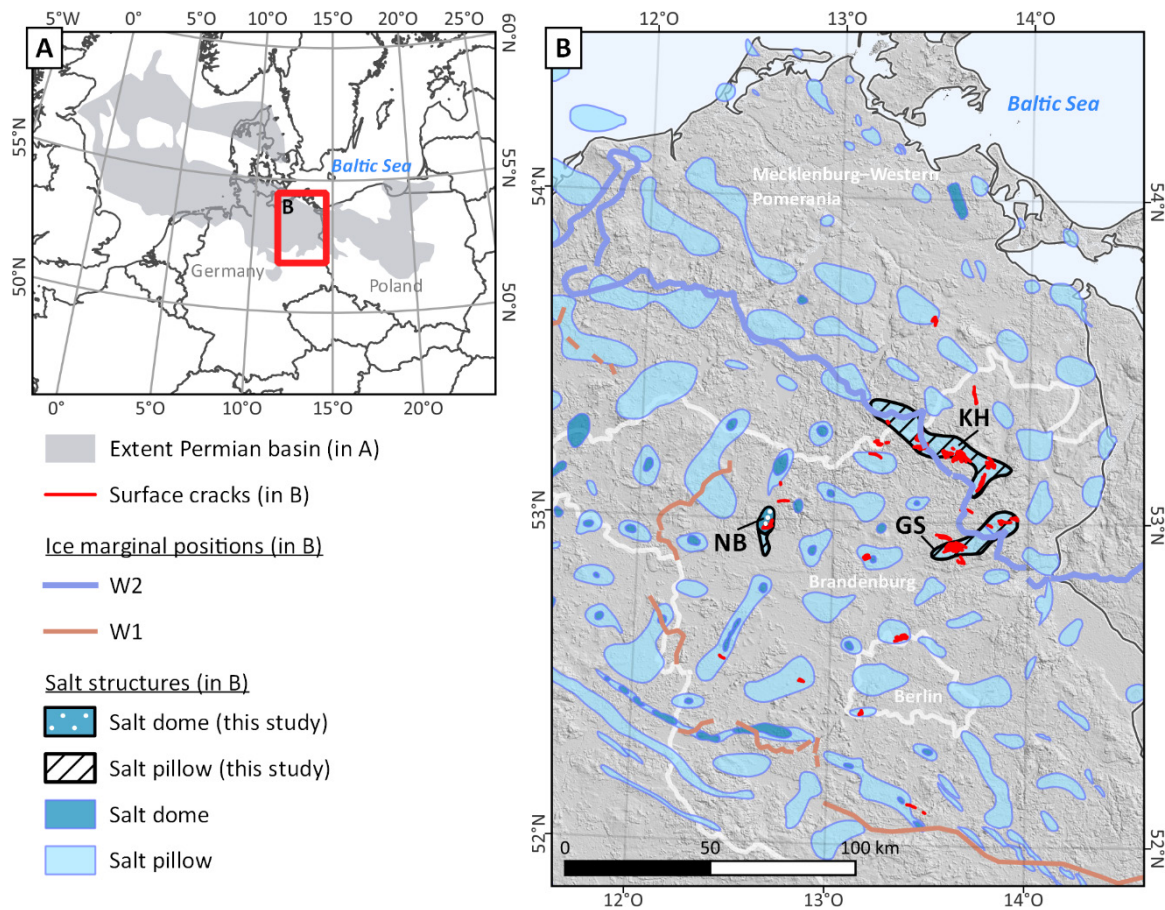 A
5°W 0° 5°O 10°O 15°O 20°O 25°O
60°N
55°N
55°N
50°N
50°N
Baltic Sea
B
Germany
Poland
0° 5°O 10°O 15°O 20°O
Extent Permian basin (in A)
Surface cracks (in B)
Ice marginal positions (in B)
W2
W1
Salt structures (in B)
Salt dome (this study)
Salt pillow (this study)
Salt dome
Salt pillow
B
12°O 13°O 14°O
Baltic Sea
Mecklenburg–Western
Pomerania
54°N
54°N
KH
53°N
53°N
NB
GS
Brandenburg
Berlin
52°N
52°N
0 50 100 km
12°O 13°O 14°O